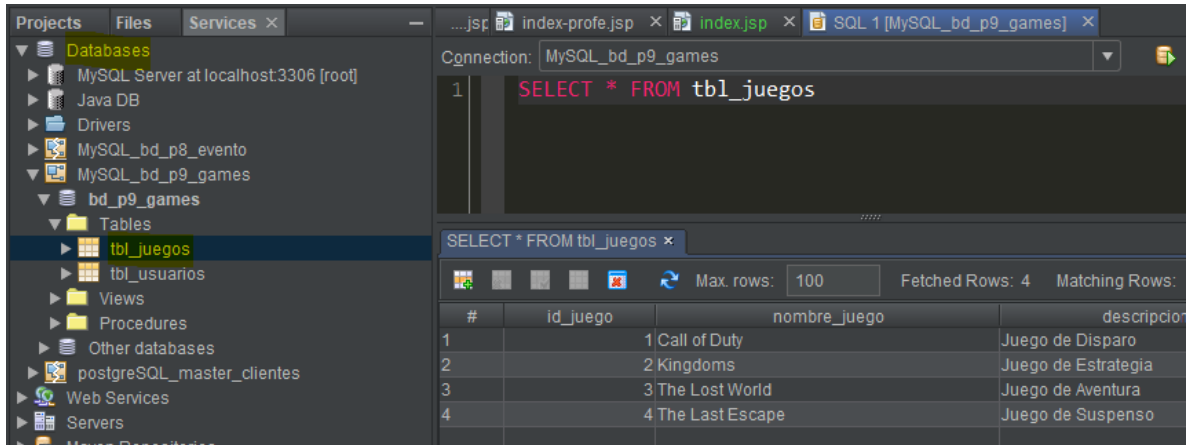 Projects Files Services ×
Databases
MySQL Server at localhost:3306 [root]
Java DB
Drivers
MySQL_bd_p8_evento
MySQL_bd_p9_games
bd_p9_games
Tables
tbl_juegos
tbl_usuarios
Views
Procedures
Other databases
postgreSQL_master_clientes
Web Services
Servers
Maven Repositories
....jsp index-profe.jsp × index.jsp × SQL 1 [MySQL_bd_p9_games] ×
Connection: MySQL_bd_p9_games
1 SELECT * FROM tbl_juegos
SELECT * FROM tbl_juegos ×
Max. rows: 100 Fetched Rows: 4 Matching Rows:
# id_juego nombre_juego descripcion
1 1 Call of Duty Juego de Disparo
2 2 Kingdoms Juego de Estrategia
3 3 The Lost World Juego de Aventura
4 4 The Last Escape Juego de Suspenso